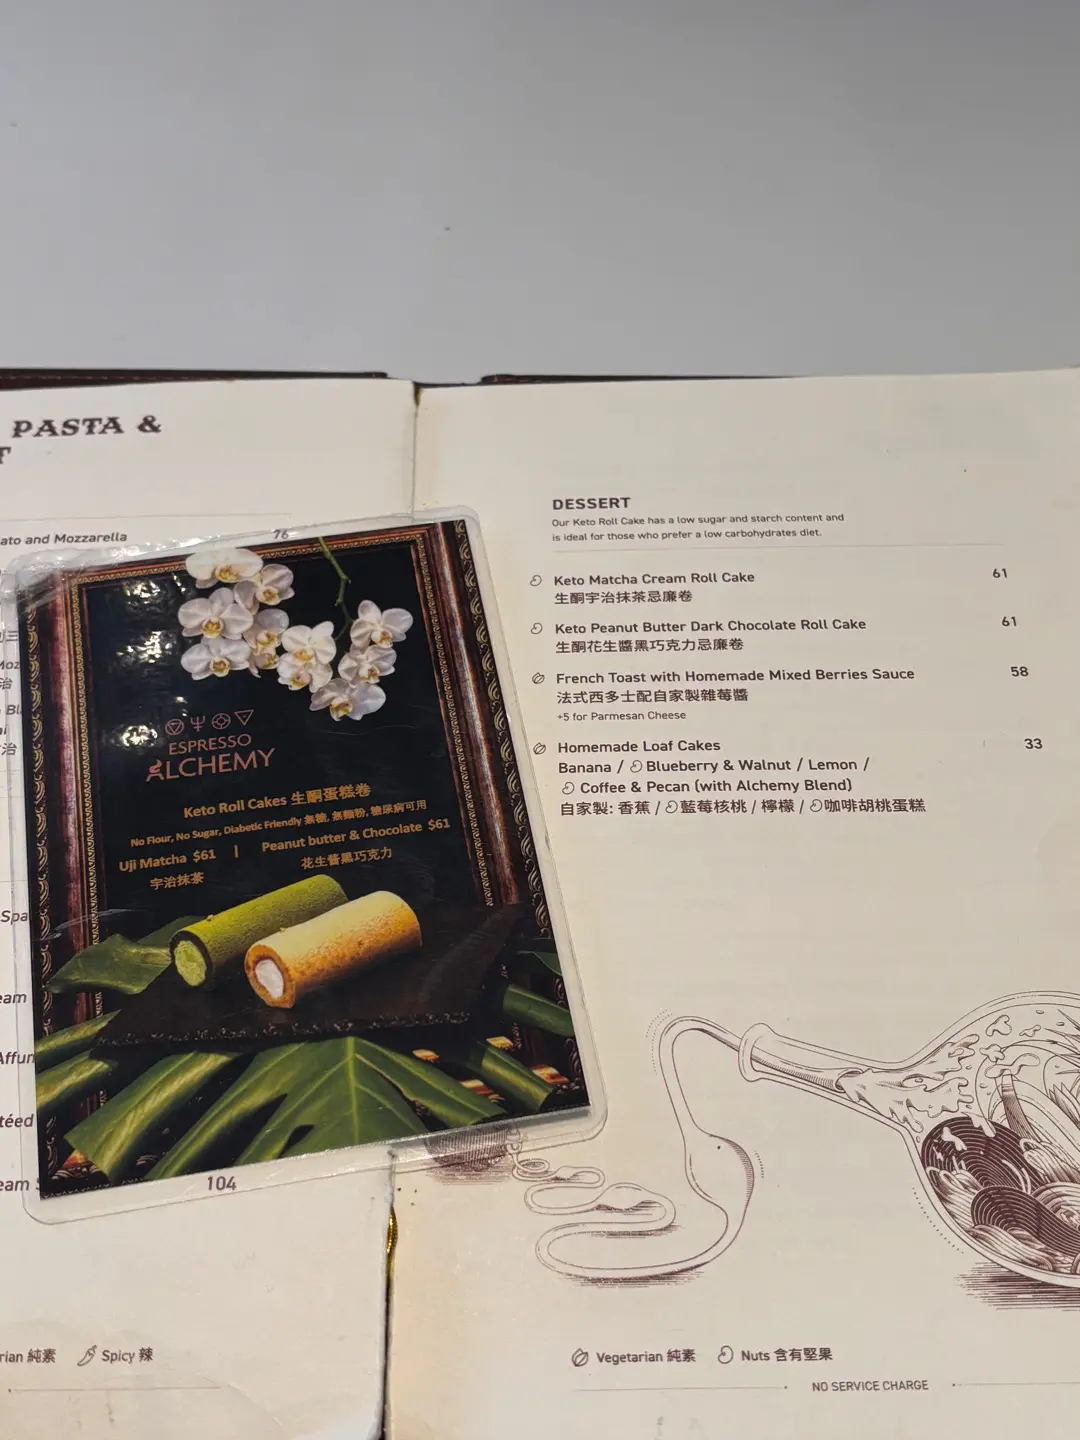 PASTA &
ato and Mozzarella
76
ESPRESSO
ALCHEMY
Keto Roll Cakes 生酮蛋糕卷
No Flour, No Sugar, Diabetic Friendly 無糖, 無麵粉, 糖尿病可用
Uji Matcha $61 | Peanut butter & Chocolate $61
宇治抹茶
花生醬黑巧克力
Spa
eam
Affun
téed
eam
104
rian 純素
Spicy 辣
DESSERT
Our Keto Roll Cake has a low sugar and starch content and
is ideal for those who prefer a low carbohydrates diet.
Keto Matcha Cream Roll Cake 61
生酮宇治抹茶忌廉卷
Keto Peanut Butter Dark Chocolate Roll Cake 61
生酮花生醬黑巧克力忌廉卷
French Toast with Homemade Mixed Berries Sauce 58
法式西多士配自家製雜莓醬
+5 for Parmesan Cheese
Homemade Loaf Cakes 33
Banana / Blueberry & Walnut / Lemon /
Coffee & Pecan (with Alchemy Blend)
自家製: 香蕉 / 藍莓核桃 / 檸檬 / 咖啡胡桃蛋糕
Vegetarian 純素
Nuts 含有堅果
NO SERVICE CHARGE